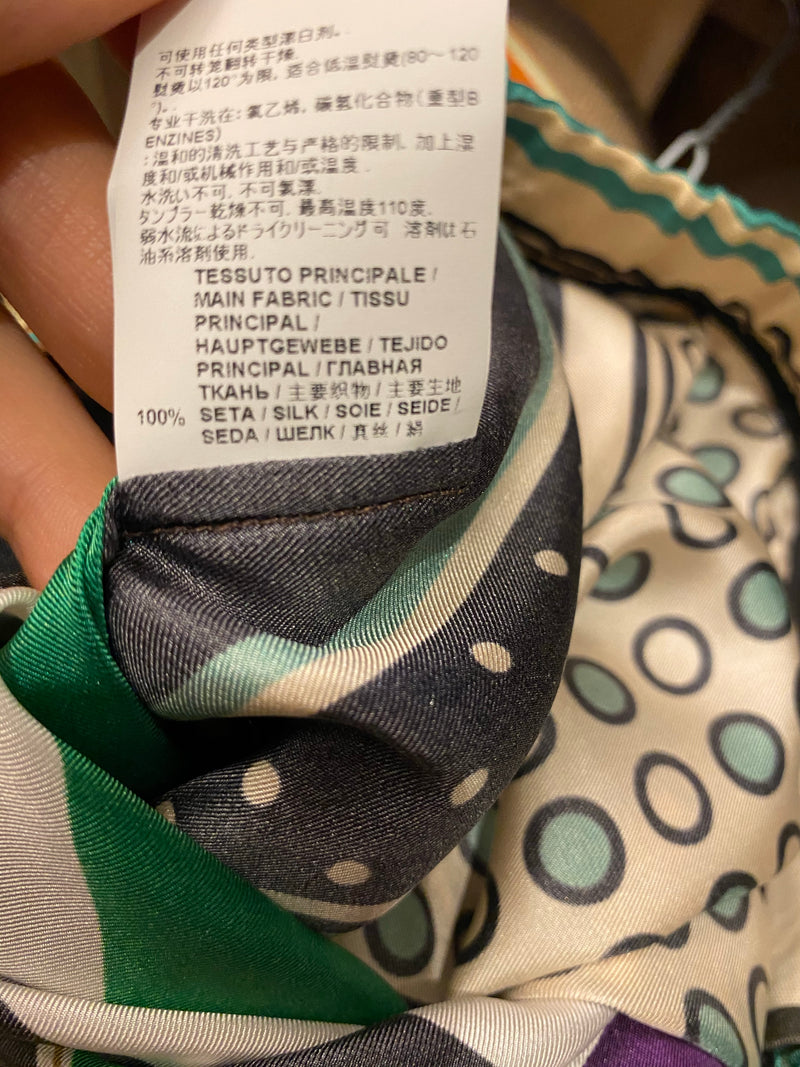 可使用任何类型漂白剂。
不可转笼翻转干燥.
熨烫以120°为限, 适合低温熨烫(80～120
°).
专业干洗在: 氯乙烯, 碳氢化合物(重型B
ENZINES)
:温和的清洗工艺与严格的限制, 加上湿
度和/或机械作用和/或温度.
水洗い不可. 不可氯漂.
タンブラー乾燥不可. 最高温度110度.
弱水流によるドライクリーニング可 溶剤は石
油系溶剤使用.
TESSUTO PRINCIPALE /
MAIN FABRIC / TISSU
PRINCIPAL /
HAUPTGEWEBE / TEJIDO
PRINCIPAL / ГЛАВНАЯ
ТКАНЬ / 主要织物 / 主要生地
100% SETA / SILK / SOIE / SEIDE /
SEDA / ШЕЛК / 真丝 / 絹